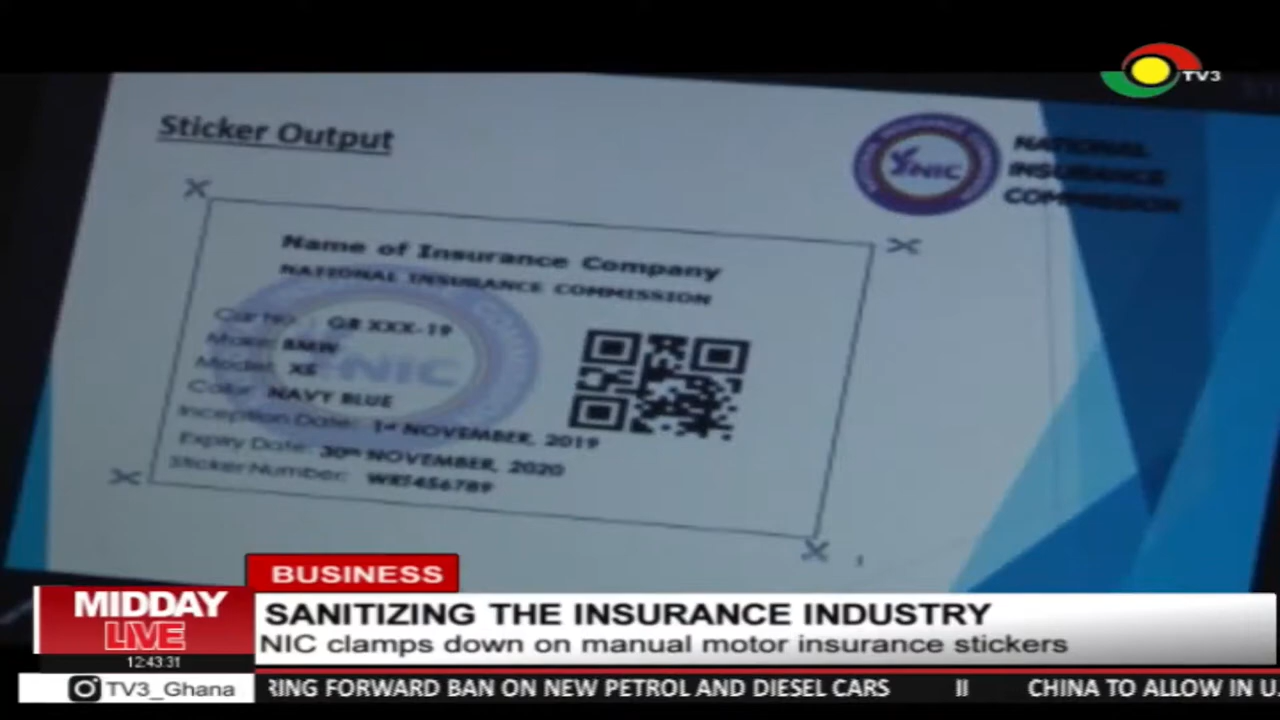 TV3
Sticker Output
NIC
NATIONAL
INSURANCE
COMMISSION
Name of Insurance Company
NATIONAL INSURANCE COMMISSION
Car No.: GR XXX-19
Make: BMW
Model: X6
Color: NAVY BLUE
NIC
Inception Date: 1st NOVEMBER, 2019
Expiry Date: 30th NOVEMBER, 2020
Sticker Number:
1
BUSINESS
MIDDAY
LIVE
SANITIZING THE INSURANCE INDUSTRY
NIC clamps down on manual motor insurance stickers
12:43:31
TV3_Ghana
RING FORWARD BAN ON NEW PETROL AND DIESEL CARS || CHINA TO ALLOW IN U.